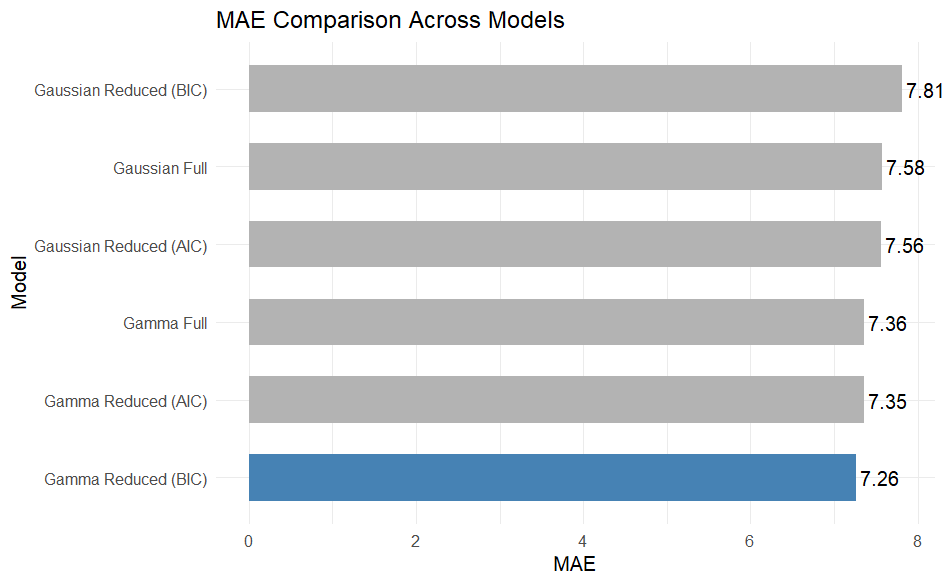 MAE Comparison Across Models
Gaussian Reduced (BIC) 7.81
Gaussian Full 7.58
Gaussian Reduced (AIC) 7.56
Gamma Full 7.36
Gamma Reduced (AIC) 7.35
Gamma Reduced (BIC) 7.26
Model
0 2 4 6 8
MAE